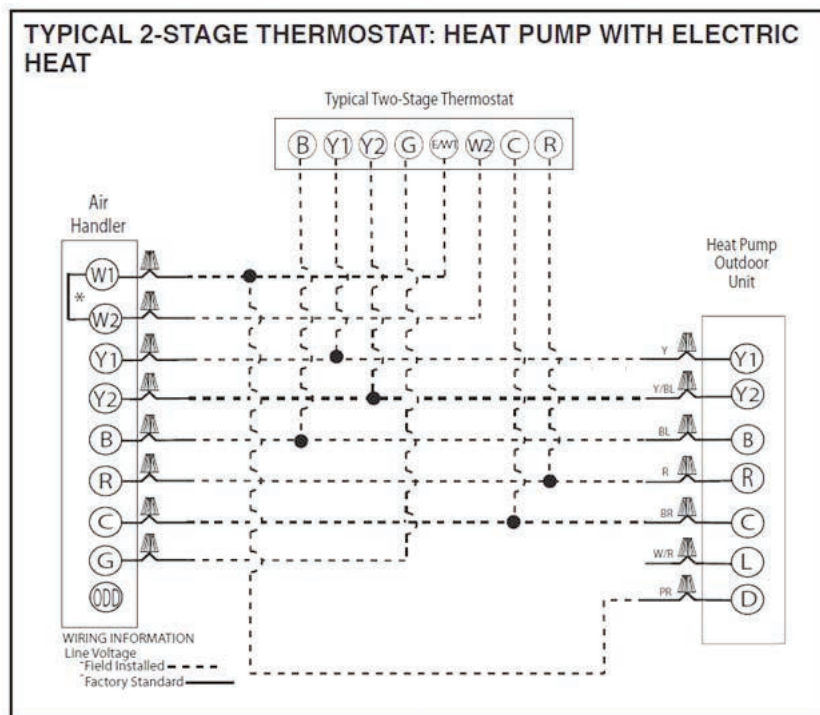 TYPICAL 2-STAGE THERMOSTAT: HEAT PUMP WITH ELECTRIC
HEAT
Typical Two-Stage Thermostat
B Y1 Y2 G E/W1 W2 C R
Air
Handler
W1
*
W2
Y1
Y2
B
R
C
G
ODD
Heat Pump
Outdoor
Unit
Y Y1
Y/BL Y2
BL B
R R
BR C
W/R L
PR D
WIRING INFORMATION
Line Voltage
"Field Installed
"Factory Standard